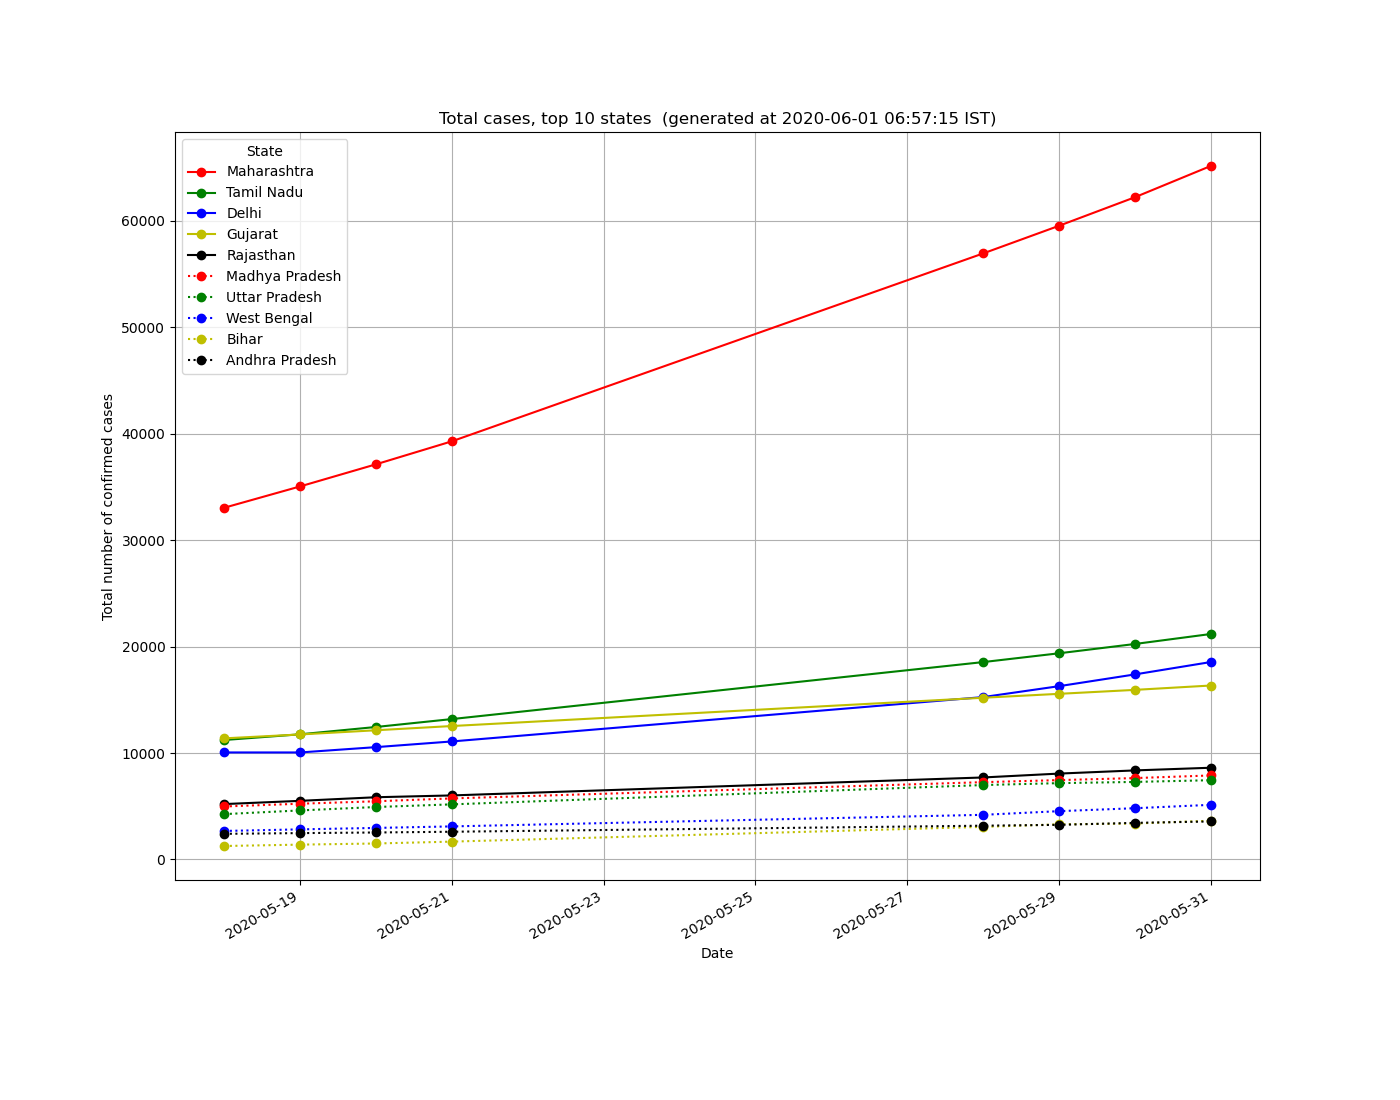 Total cases, top 10 states  (generated at 2020-06-01 06:57:15 IST)
State
Maharashtra
Tamil Nadu
Delhi
Gujarat
Rajasthan
Madhya Pradesh
Uttar Pradesh
West Bengal
Bihar
Andhra Pradesh
Total number of confirmed cases
60000
50000
40000
30000
20000
10000
0
2020-05-19
2020-05-21
2020-05-23
2020-05-25
2020-05-27
2020-05-29
2020-05-31
Date